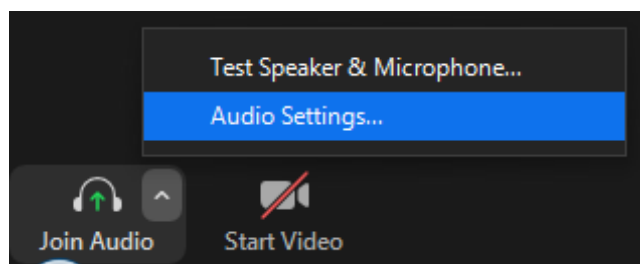 Test Speaker & Microphone...
Audio Settings...
Join Audio
Start Video